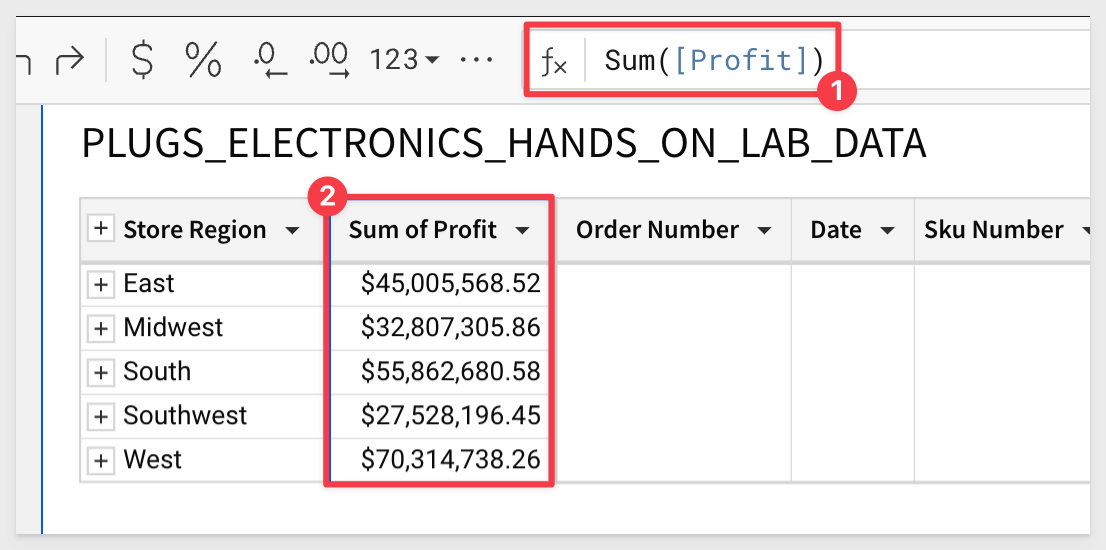 $ % .0 .00 123 ... fx Sum([Profit])
1
PLUGS_ELECTRONICS_HANDS_ON_LAB_DATA
2
Store Region Sum of Profit Order Number Date Sku Number
East $45,005,568.52
Midwest $32,807,305.86
South $55,862,680.58
Southwest $27,528,196.45
West $70,314,738.26